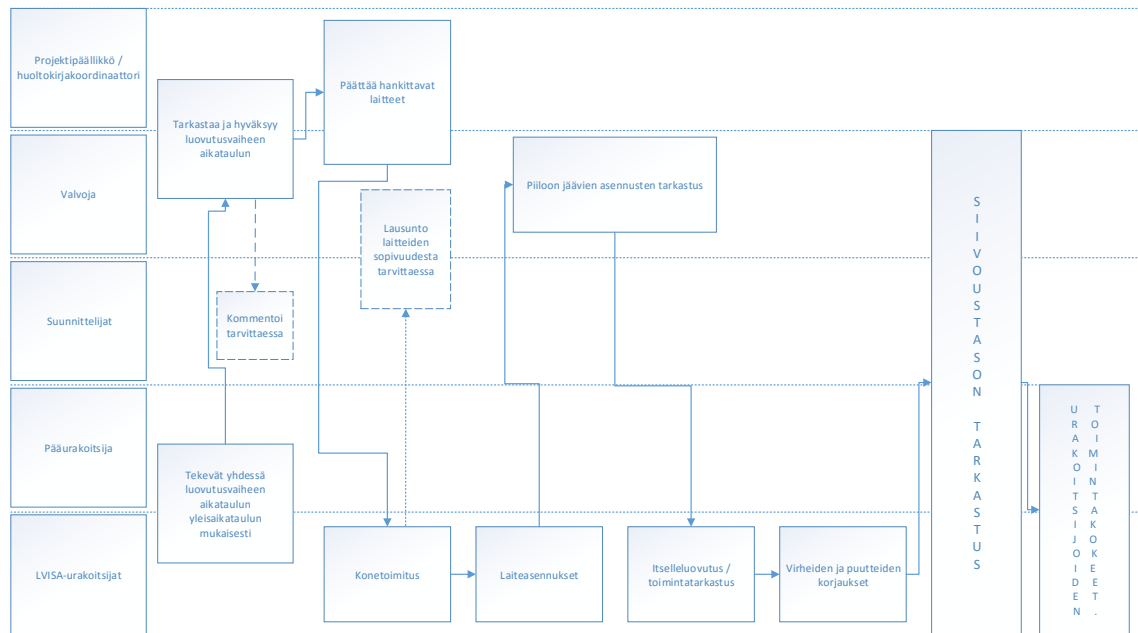 Projektipäällikkö /
huoltokirjakoordinaattori
Valvoja
Suunnittelijat
Pääurakoitsija
LVISA-urakoitsijat
Tarkastaa ja hyväksyy
luovutusvaiheen
aikataulun
Kommentoi
tarvittaessa
Tekevät yhdessä
luovutusvaiheen
aikataulun
yleisaikataulun
mukaisesti
Päättää hankittavat
laitteet
Lausunto
laitteiden
sopivuudesta
tarvittaessa
Konetoimitus
Laiteasennukset
Piiloon jäävien asennusten tarkastus
Itselleluovutus /
toimintatarkastus
Virheiden ja puutteiden
korjaukset
SIIVOUSTASON TARKASTUS
URAKOITSIJOIDEN
TOIMINTAKOKEET.